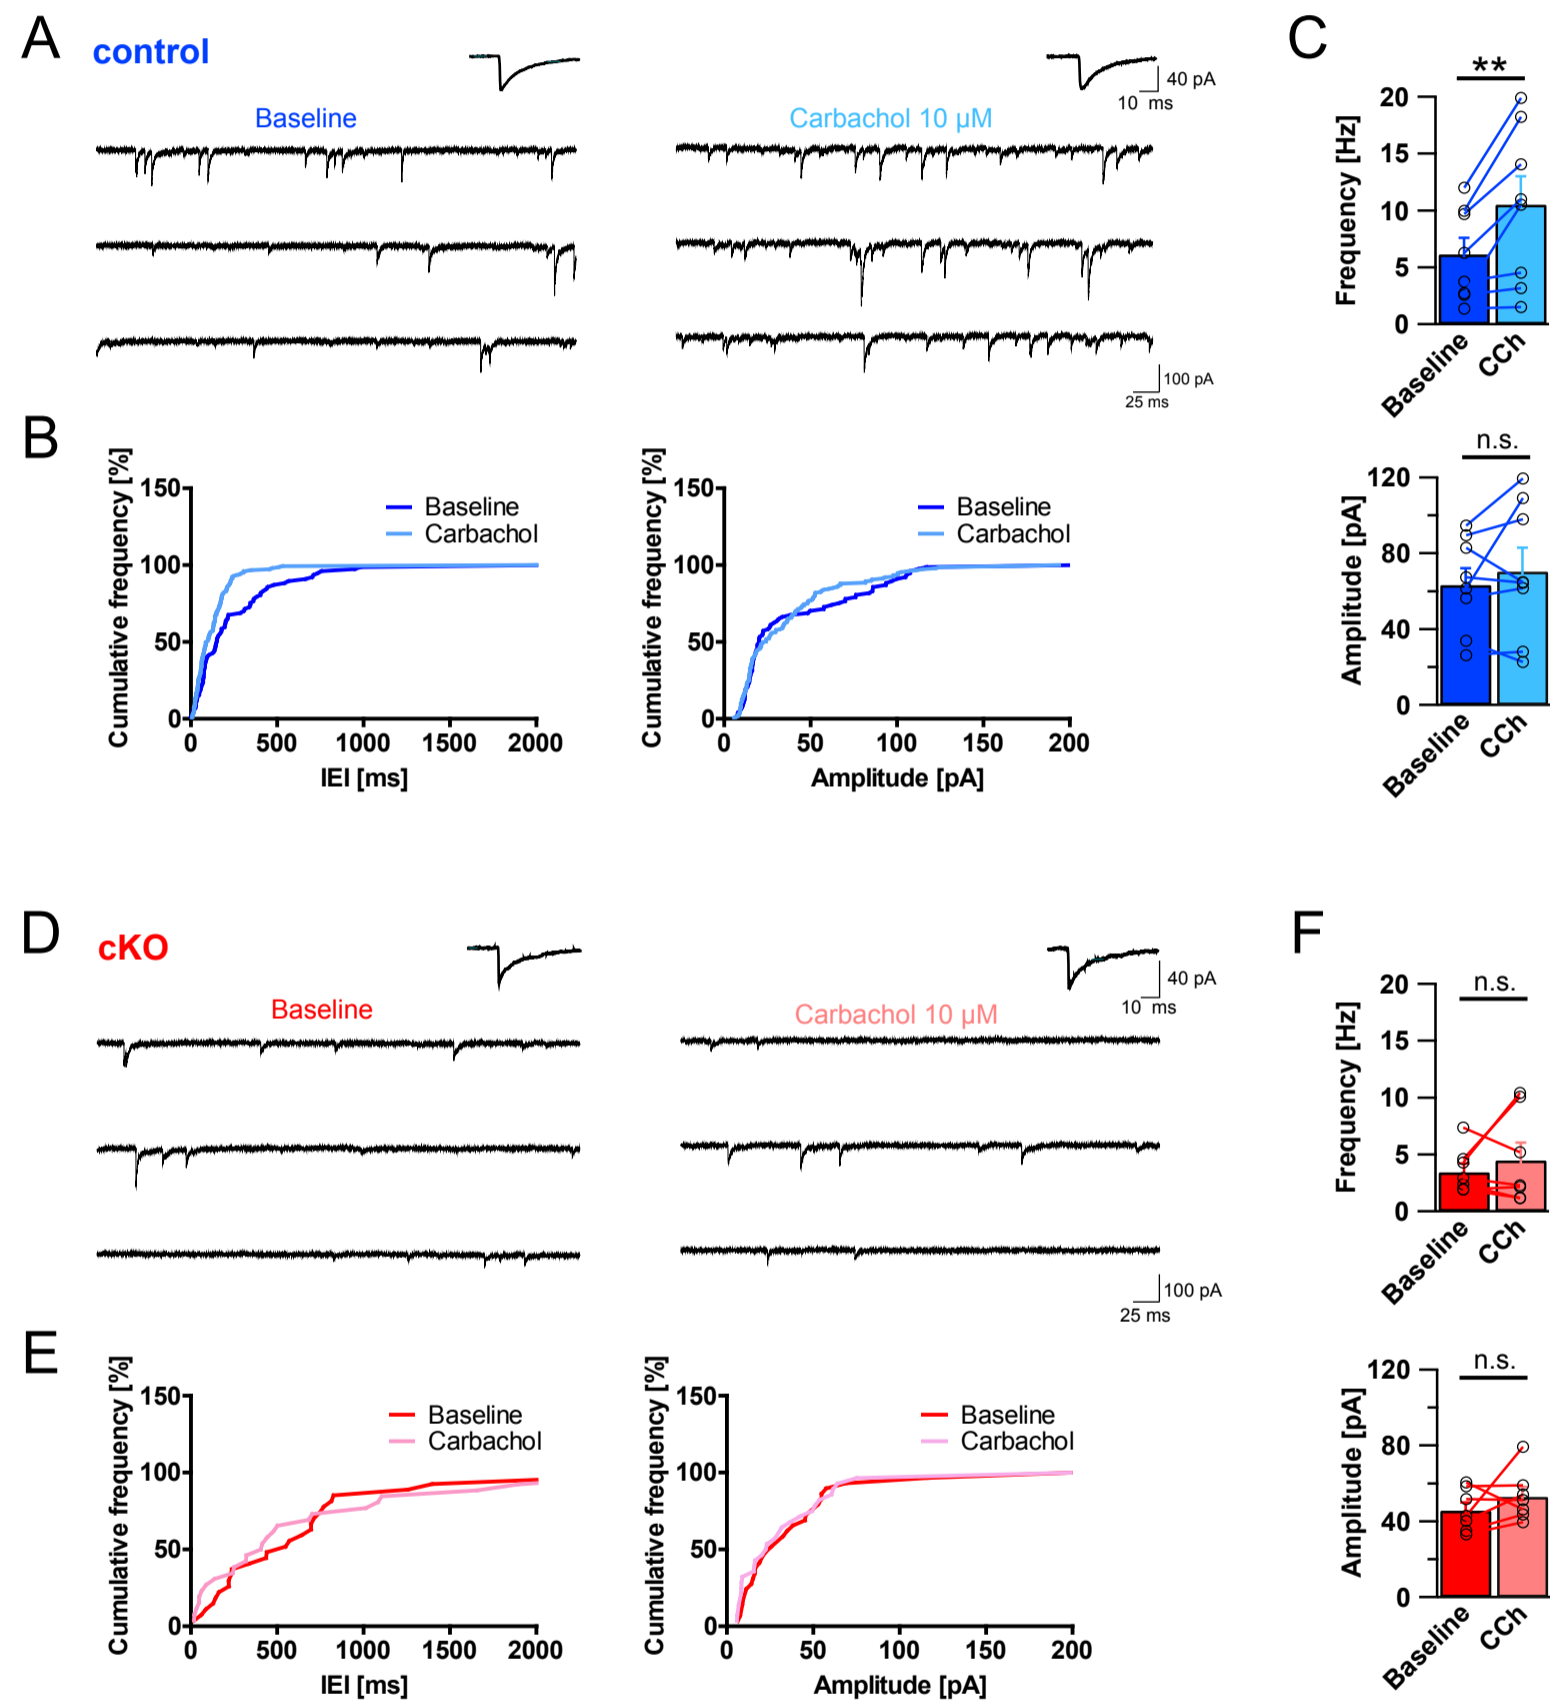 A
control
Baseline
Carbachol 10 µM
40 pA
10 ms
100 pA
25 ms
B
Cumulative frequency [%]
150
100
50
0
0 500 1000 1500 2000
IEI [ms]
Baseline
Carbachol
Cumulative frequency [%]
150
100
50
0
0 50 100 150 200
Amplitude [pA]
Baseline
Carbachol
C
**
Frequency [Hz]
20
15
10
5
0
Baseline
CCh
n.s.
Amplitude [pA]
120
80
40
0
Baseline
CCh
D
cKO
Baseline
Carbachol 10 µM
40 pA
10 ms
100 pA
25 ms
E
Cumulative frequency [%]
150
100
50
0
0 500 1000 1500 2000
IEI [ms]
Baseline
Carbachol
Cumulative frequency [%]
150
100
50
0
0 50 100 150 200
Amplitude [pA]
Baseline
Carbachol
F
n.s.
Frequency [Hz]
20
15
10
5
0
Baseline
CCh
n.s.
Amplitude [pA]
120
80
40
0
Baseline
CCh